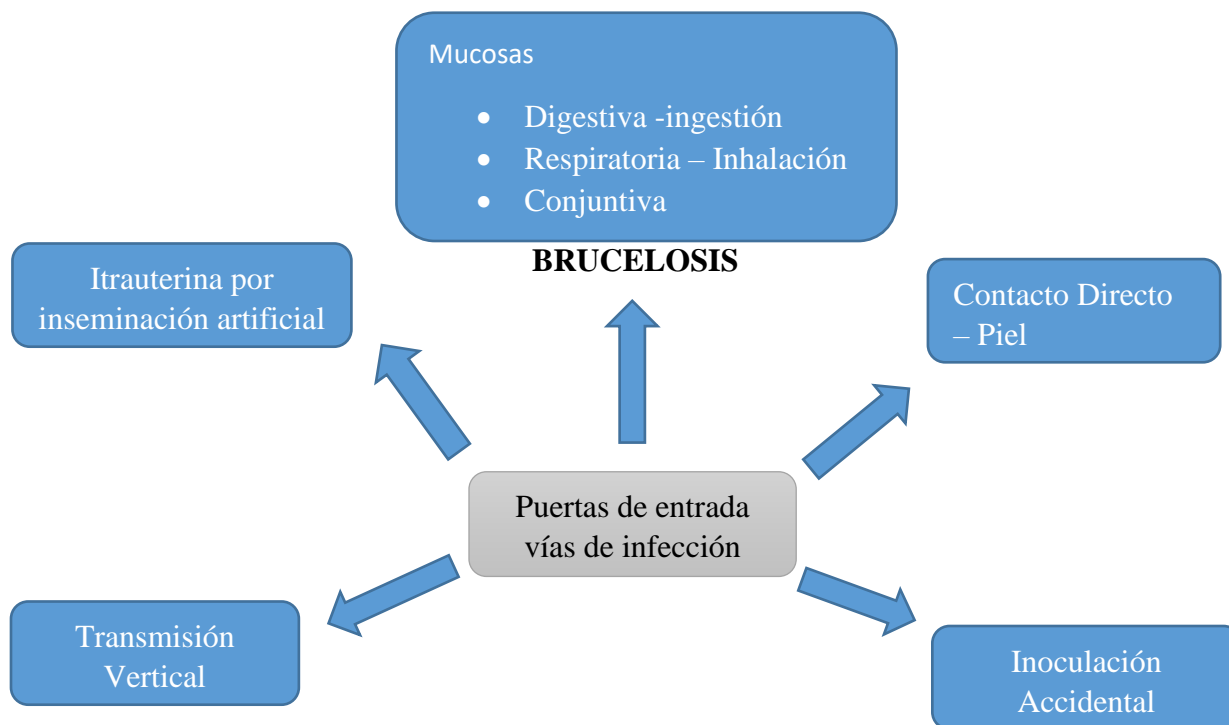 Mucosas
• Digestiva -ingestión
• Respiratoria – Inhalación
• Conjuntiva
BRUCELOSIS
Itrauterina por
inseminación artificial
Contacto Directo
– Piel
Puertas de entrada
vías de infección
Transmisión
Vertical
Inoculación
Accidental